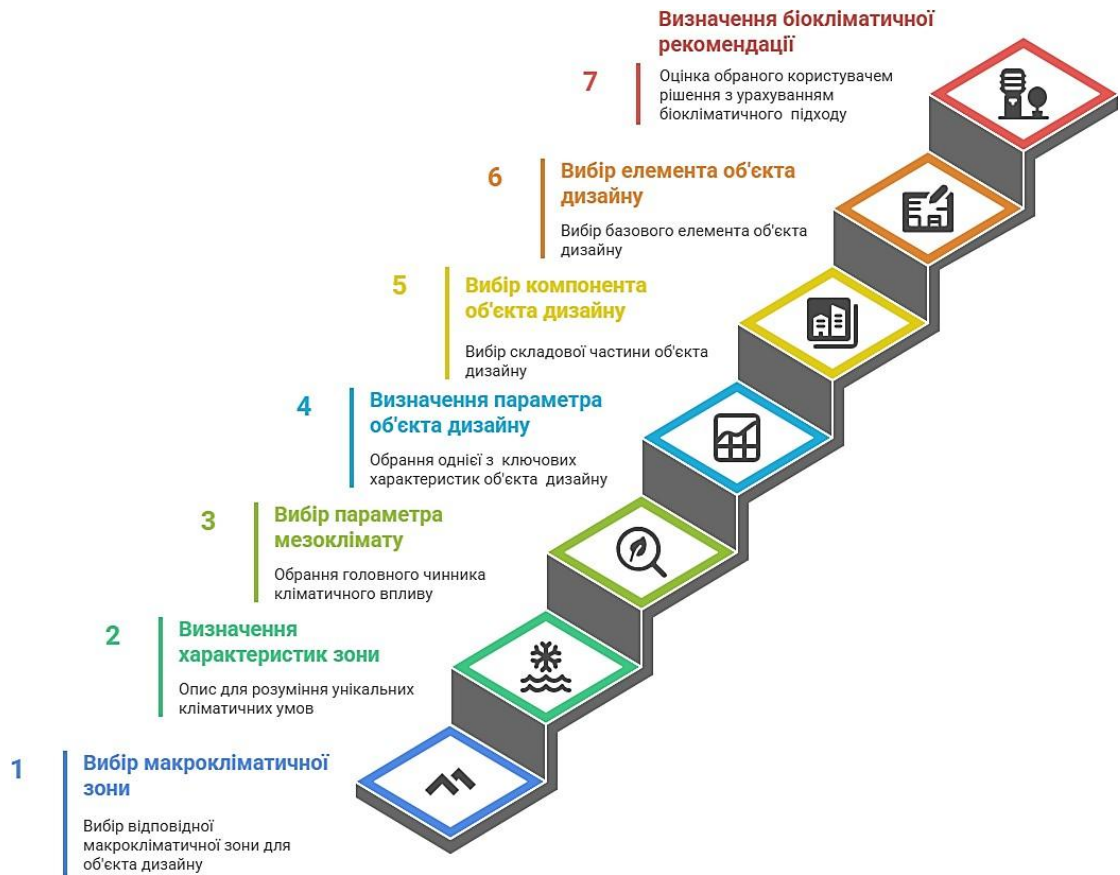 Визначення біокліматичної
рекомендації
7
Оцінка обраного користувачем
рішення з урахуванням
біокліматичного підходу
6
Вибір елемента об'єкта
дизайну
Вибір базового елемента об'єкта
дизайну
5
Вибір компонента
об'єкта дизайну
Вибір складової частини об'єкта
дизайну
4
Визначення параметра
об'єкта дизайну
Обрання однієї з ключових
характеристик об'єкта дизайну
3
Вибір параметра
мезоклімату
Обрання головного чинника
кліматичного впливу
2
Визначення
характеристик зони
Опис для розуміння унікальних
кліматичних умов
1
Вибір макрокліматичної
зони
Вибір відповідної
макрокліматичної зони для
об'єкта дизайну